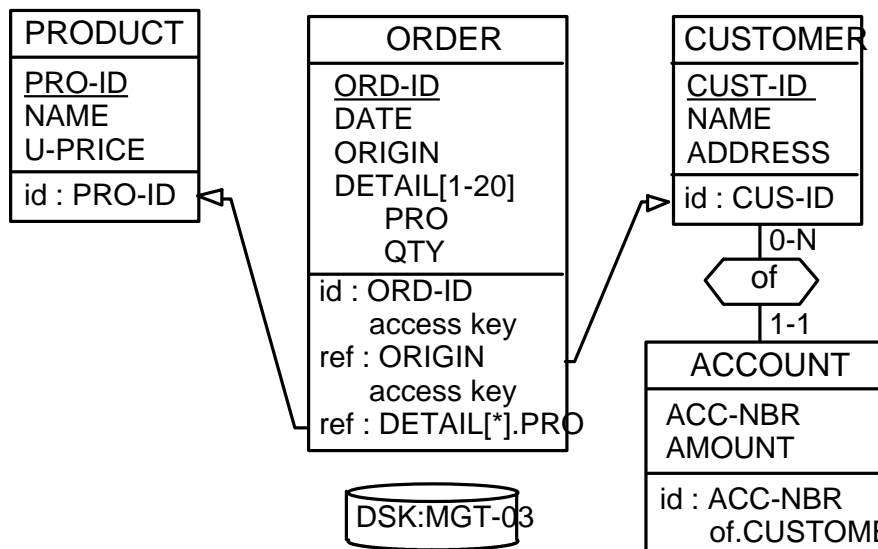 PRODUCT
PRO-ID
NAME
U-PRICE
id : PRO-ID
ORDER
ORD-ID
DATE
ORIGIN
DETAIL[1-20]
PRO
QTY
id : ORD-ID
access key
ref : ORIGIN
access key
ref : DETAIL[*].PRO
DSK:MGT-03
CUSTOMER
CUST-ID
NAME
ADDRESS
id : CUS-ID
0-N
of
1-1
ACCOUNT
ACC-NBR
AMOUNT
id : ACC-NBR
of.CUSTOME